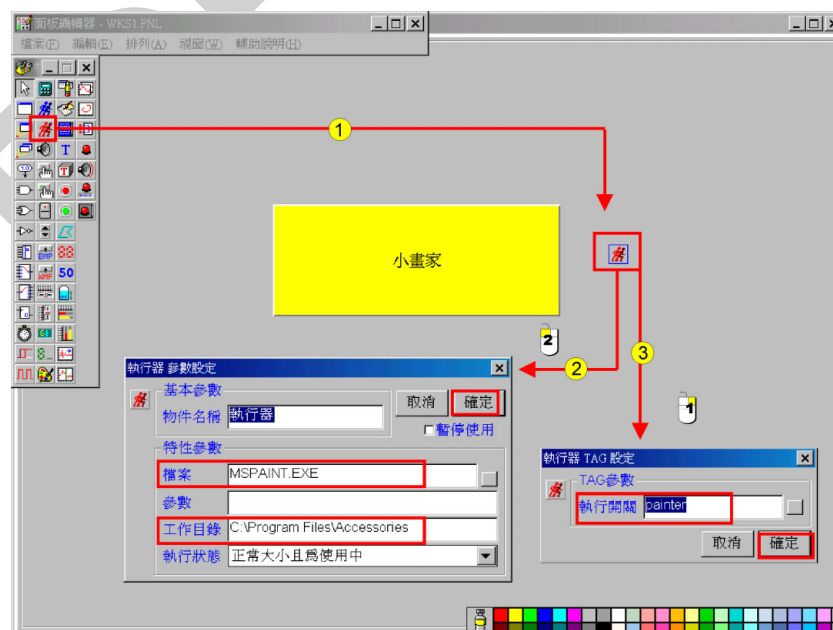 面板編輯器 - WKS1.PNL
檔案(F) 編輯(E) 排列(A) 視窗(W) 輔助說明(H)
1
T
T
50
小畫家
2
2
3
1
執行器 參數設定
基本參數
物件名稱 執行器
取消 確定
暫停使用
特性參數
檔案 MSPAINT.EXE
參數
工作目錄 C:\Program Files\Accessories
執行狀態 正常大小且爲使用中
執行器 TAG 設定
TAG參數
執行開關 painter
取消 確定